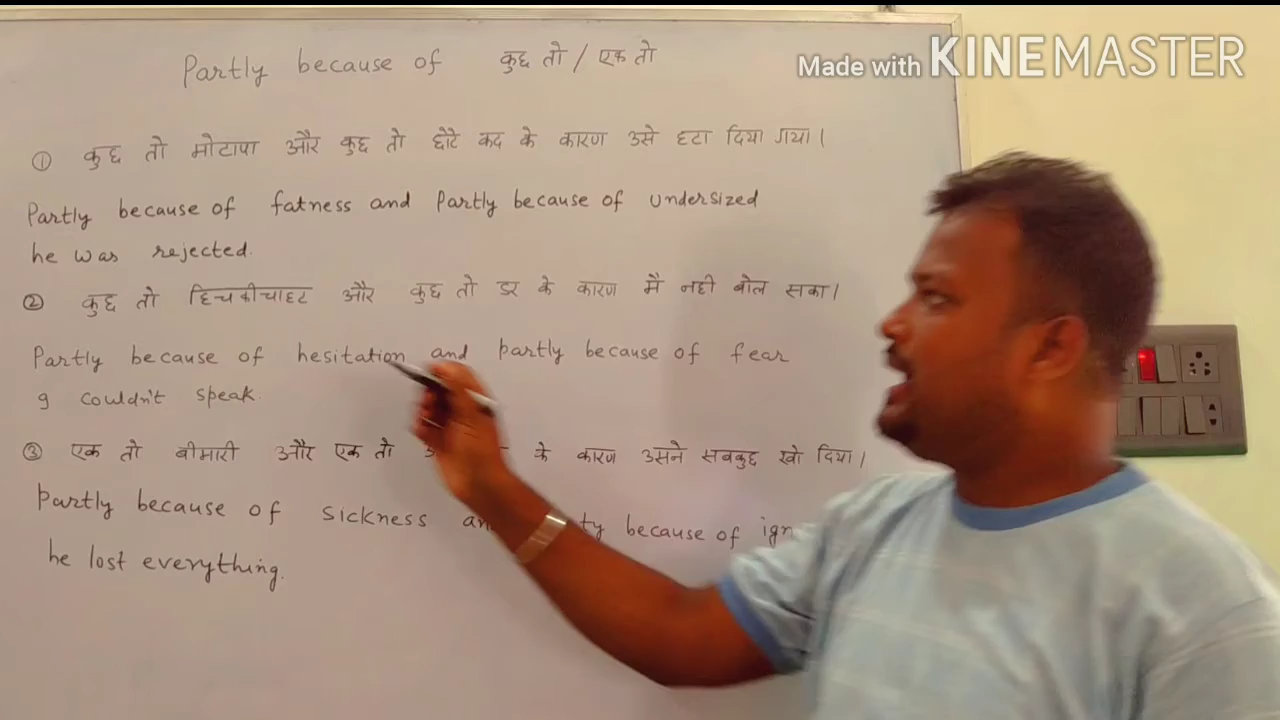 Made with KINEMASTER
Partly because of कुछ तो / एक तो
① कुछ तो मोटापा और कुछ तो छोटे कद के कारण उसे हटा दिया गया।
Partly because of fatness and Partly because of undersized
he was rejected.
② कुछ तो हिचकीचाहट और कुछ तो डर के कारण मै नही बोल सका।
Partly because of hesitation and partly because of fear
I couldn't speak.
③ एक तो बीमारी और एक तो के कारण उसने सबकुछ खो दिया।
Partly because of sickness because of
he lost everything.